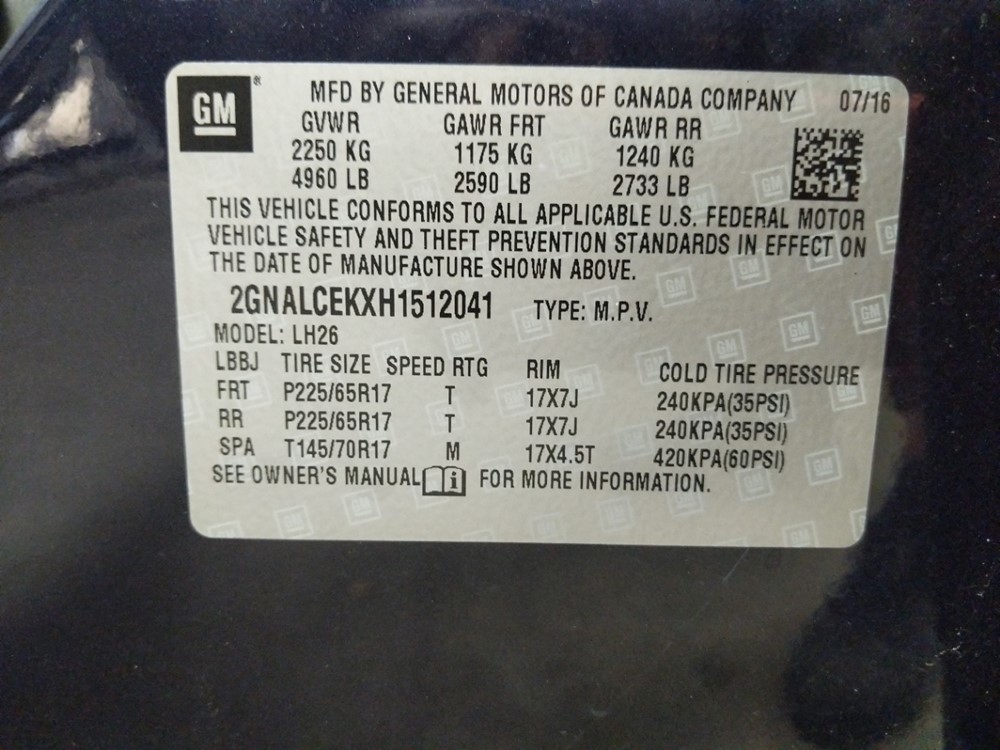 GM®
MFD BY GENERAL MOTORS OF CANADA COMPANY 07/16
GVWR GAWR FRT GAWR RR
2250 KG 1175 KG 1240 KG
4960 LB 2590 LB 2733 LB
THIS VEHICLE CONFORMS TO ALL APPLICABLE U.S. FEDERAL MOTOR
VEHICLE SAFETY AND THEFT PREVENTION STANDARDS IN EFFECT ON
THE DATE OF MANUFACTURE SHOWN ABOVE.
2GNALCEKXH1512041 TYPE: M.P.V.
MODEL: LH26
LBBJ TIRE SIZE SPEED RTG RIM COLD TIRE PRESSURE
FRT P225/65R17 T 17X7J 240KPA(35PSI)
RR P225/65R17 T 17X7J 240KPA(35PSI)
SPA T145/70R17 M 17X4.5T 420KPA(60PSI)
SEE OWNER'S MANUAL i FOR MORE INFORMATION.